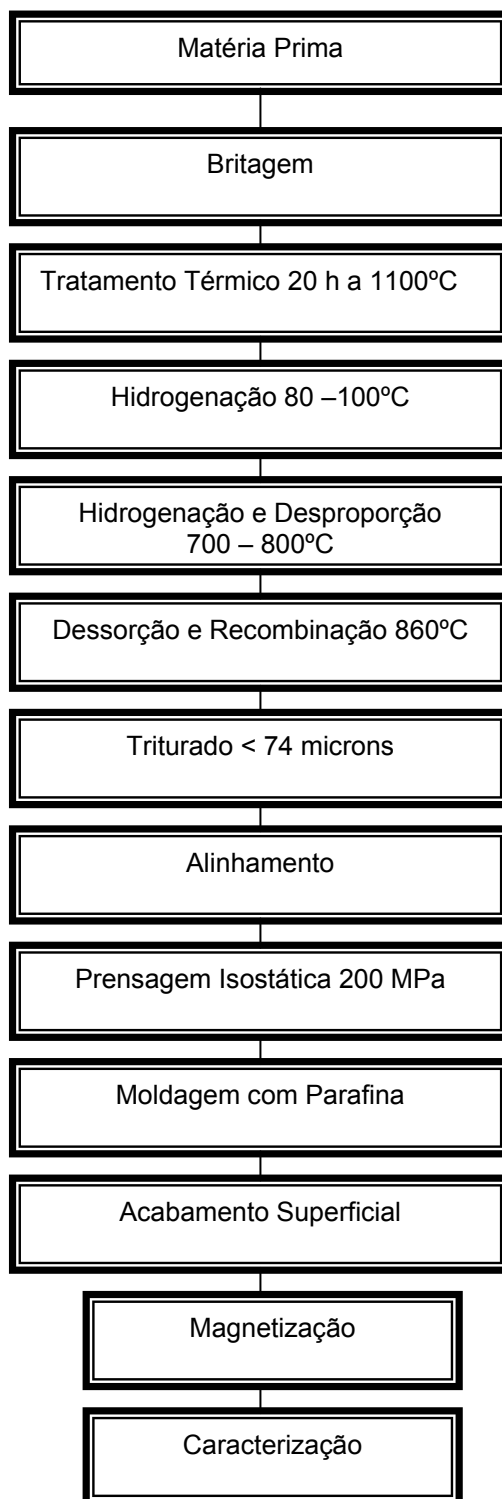 Matéria Prima
Britagem
Tratamento Térmico 20 h a 1100ºC
Hidrogenação 80 –100ºC
Hidrogenação e Desproporção
700 – 800ºC
Dessorção e Recombinação 860ºC
Triturado < 74 microns
Alinhamento
Prensagem Isostática 200 MPa
Moldagem com Parafina
Acabamento Superficial
Magnetização
Caracterização